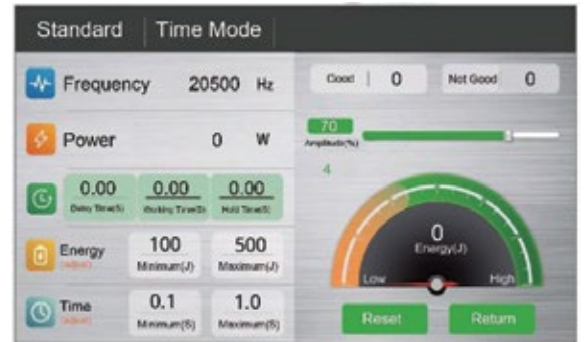 Standard Time Mode
Frequency 20500 Hz
Power 0 W
0.00 0.00 0.00
Delay Time(S) Working Time(S) Hold Time(S)
Energy 100 500
(adjust) Minimum(J) Maximum(J)
Time 0.1 1.0
(adjust) Minimum(S) Maximum(S)
Good 0 Not Good 0
70
Amplitude(%)
4
0
Energy(J)
Low High
Reset Return